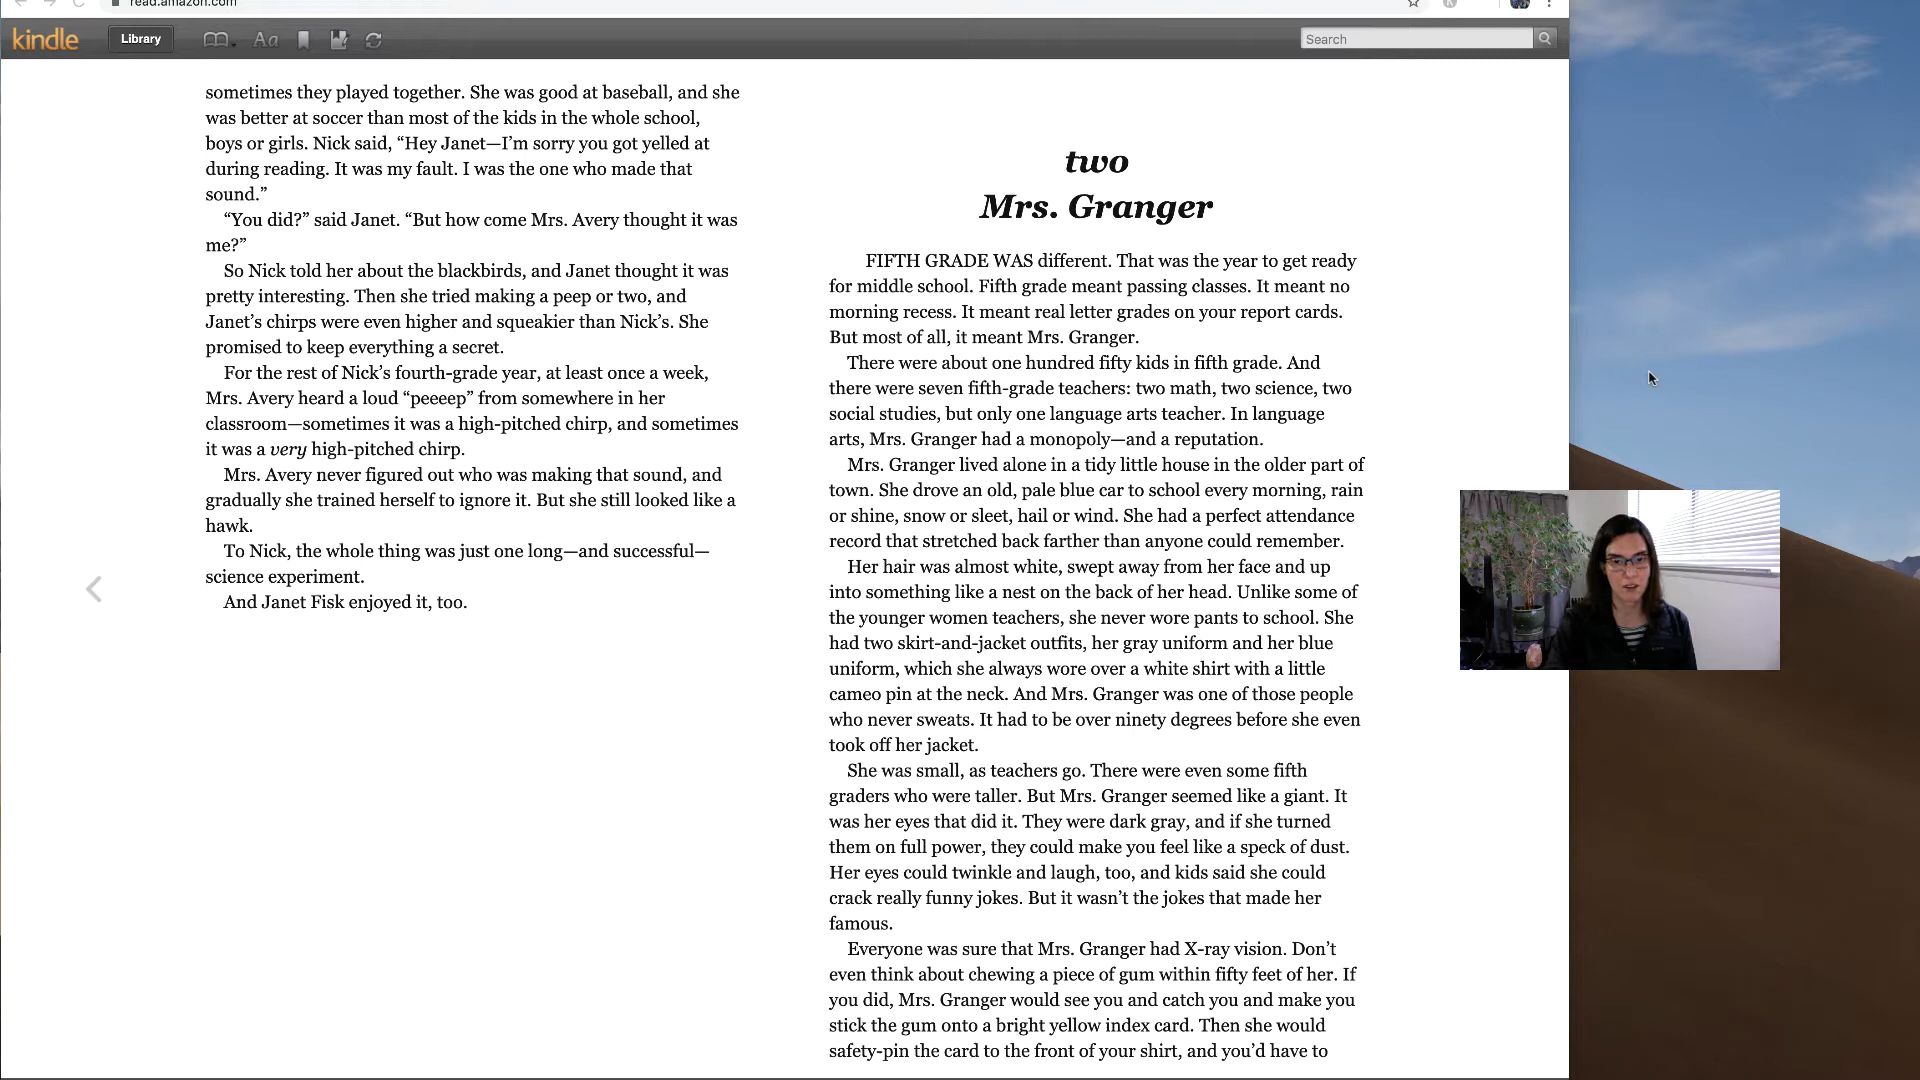 read.amazon.com
kindle
Library
Aa
Search
sometimes they played together. She was good at baseball, and she
was better at soccer than most of the kids in the whole school,
boys or girls. Nick said, “Hey Janet—I’m sorry you got yelled at
during reading. It was my fault. I was the one who made that
sound.”
“You did?” said Janet. “But how come Mrs. Avery thought it was
me?”
So Nick told her about the blackbirds, and Janet thought it was
pretty interesting. Then she tried making a peep or two, and
Janet’s chirps were even higher and squeakier than Nick’s. She
promised to keep everything a secret.
For the rest of Nick’s fourth-grade year, at least once a week,
Mrs. Avery heard a loud “peeeep” from somewhere in her
classroom—sometimes it was a high-pitched chirp, and sometimes
it was a very high-pitched chirp.
Mrs. Avery never figured out who was making that sound, and
gradually she trained herself to ignore it. But she still looked like a
hawk.
To Nick, the whole thing was just one long—and successful—
science experiment.
And Janet Fisk enjoyed it, too.
two
Mrs. Granger
FIFTH GRADE WAS different. That was the year to get ready
for middle school. Fifth grade meant passing classes. It meant no
morning recess. It meant real letter grades on your report cards.
But most of all, it meant Mrs. Granger.
There were about one hundred fifty kids in fifth grade. And
there were seven fifth-grade teachers: two math, two science, two
social studies, but only one language arts teacher. In language
arts, Mrs. Granger had a monopoly—and a reputation.
Mrs. Granger lived alone in a tidy little house in the older part of
town. She drove an old, pale blue car to school every morning, rain
or shine, snow or sleet, hail or wind. She had a perfect attendance
record that stretched back farther than anyone could remember.
Her hair was almost white, swept away from her face and up
into something like a nest on the back of her head. Unlike some of
the younger women teachers, she never wore pants to school. She
had two skirt-and-jacket outfits, her gray uniform and her blue
uniform, which she always wore over a white shirt with a little
cameo pin at the neck. And Mrs. Granger was one of those people
who never sweats. It had to be over ninety degrees before she even
took off her jacket.
She was small, as teachers go. There were even some fifth
graders who were taller. But Mrs. Granger seemed like a giant. It
was her eyes that did it. They were dark gray, and if she turned
them on full power, they could make you feel like a speck of dust.
Her eyes could twinkle and laugh, too, and kids said she could
crack really funny jokes. But it wasn’t the jokes that made her
famous.
Everyone was sure that Mrs. Granger had X-ray vision. Don’t
even think about chewing a piece of gum within fifty feet of her. If
you did, Mrs. Granger would see you and catch you and make you
stick the gum onto a bright yellow index card. Then she would
safety-pin the card to the front of your shirt, and you’d have to